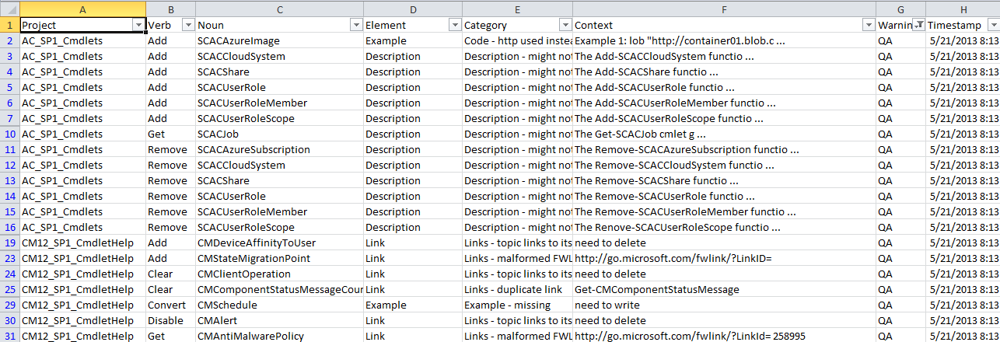 A B C D E F G H
1 Project Verb Noun Element Category Context Warnin Timestamp
2 AC_SP1_Cmdlets Add SCACAzureImage Example Code - http used instea Example 1: lob "http://container01.blob.c ... QA 5/21/2013 8:13
3 AC_SP1_Cmdlets Add SCACCloudSystem Description Description - might not The Add-SCACCloudSystem functio ... QA 5/21/2013 8:13
4 AC_SP1_Cmdlets Add SCACShare Description Description - might not The Add-SCACShare functio ... QA 5/21/2013 8:13
5 AC_SP1_Cmdlets Add SCACUserRole Description Description - might not The Add-SCACUserRole functio ... QA 5/21/2013 8:13
6 AC_SP1_Cmdlets Add SCACUserRoleMember Description Description - might not The Add-SCACUserRoleMember functio ... QA 5/21/2013 8:13
7 AC_SP1_Cmdlets Add SCACUserRoleScope Description Description - might not The Add-SCACUserRoleScope functio ... QA 5/21/2013 8:13
10 AC_SP1_Cmdlets Get SCACJob Description Description - might not The Get-SCACJob cmlet g ... QA 5/21/2013 8:13
11 AC_SP1_Cmdlets Remove SCACAzureSubscription Description Description - might not The Remove-SCACAzureSubscription functio ... QA 5/21/2013 8:13
12 AC_SP1_Cmdlets Remove SCACCloudSystem Description Description - might not The Remove-SCACCloudSystem functio ... QA 5/21/2013 8:13
13 AC_SP1_Cmdlets Remove SCACShare Description Description - might not The Remove-SCACShare functio ... QA 5/21/2013 8:13
14 AC_SP1_Cmdlets Remove SCACUserRole Description Description - might not The Remove-SCACUserRole functio ... QA 5/21/2013 8:13
15 AC_SP1_Cmdlets Remove SCACUserRoleMember Description Description - might not The Remove-SCACUserRoleMember functio ... QA 5/21/2013 8:13
16 AC_SP1_Cmdlets Remove SCACUserRoleScope Description Description - might not The Renove-SCACUserRoleScope functio ... QA 5/21/2013 8:13
19 CM12_SP1_CmdletHelp Add CMDeviceAffinityToUser Link Links - topic links to its need to delete QA 5/21/2013 8:13
23 CM12_SP1_CmdletHelp Add CMStateMigrationPoint Link Links - malformed FWL http://go.microsoft.com/fwlink/?LinkID= QA 5/21/2013 8:13
24 CM12_SP1_CmdletHelp Clear CMClientOperation Link Links - topic links to its need to delete QA 5/21/2013 8:13
25 CM12_SP1_CmdletHelp Clear CMComponentStatusMessageCour Link Links - duplicate link Get-CMComponentStatusMessage QA 5/21/2013 8:13
29 CM12_SP1_CmdletHelp Convert CMSchedule Example Example - missing need to write QA 5/21/2013 8:13
30 CM12_SP1_CmdletHelp Disable CMAlert Link Links - topic links to its need to delete QA 5/21/2013 8:13
31 CM12_SP1_CmdletHelp Get CMAntiMalwarePolicy Link Links - malformed FWL http://go.microsoft.com/fwlink/?LinkId= 258995 QA 5/21/2013 8:13